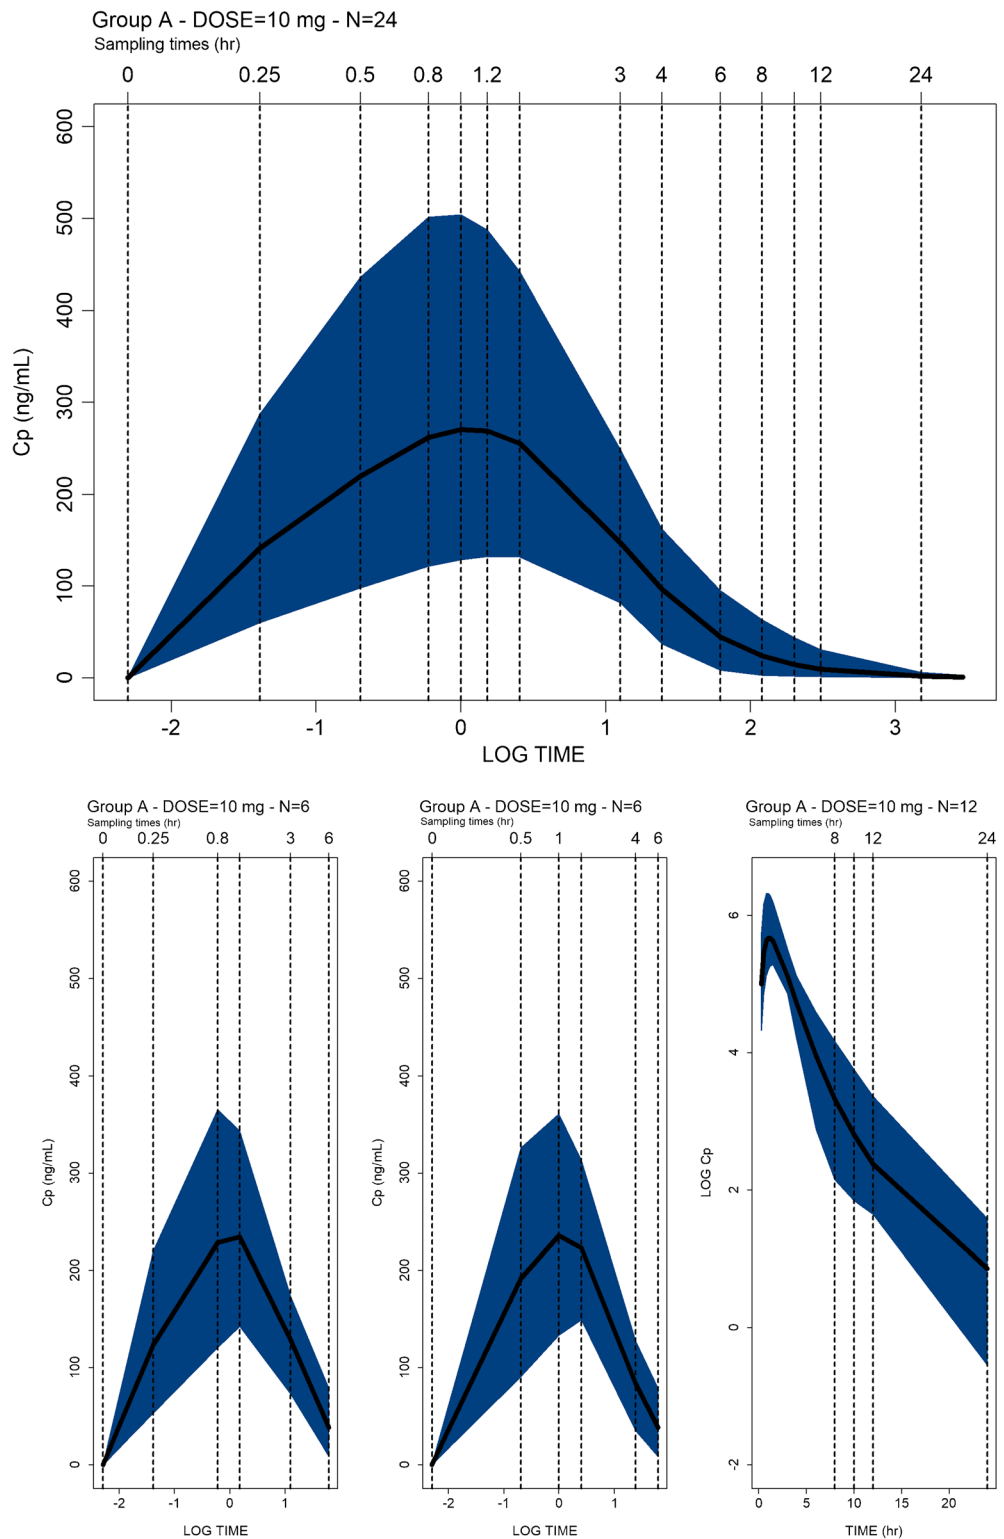 Group A - DOSE=10 mg - N=24
Sampling times (hr)
0 0.25 0.5 0.8 1.2 3 4 6 8 12 24
600
500
400
300
200
100
0
Cp (ng/mL)
-2 -1 0 1 2 3
LOG TIME
Group A - DOSE=10 mg - N=6
Sampling times (hr)
0 0.25 0.8 3 6
600
500
400
300
200
100
0
Cp (ng/mL)
-2 -1 0 1
LOG TIME
Group A - DOSE=10 mg - N=6
Sampling times (hr)
0 0.5 1 4 6
600
500
400
300
200
100
0
Cp (ng/mL)
-2 -1 0 1
LOG TIME
Group A - DOSE=10 mg - N=12
Sampling times (hr)
8 12 24
6
4
2
0
-2
LOG Cp
0 5 10 15 20
TIME (hr)